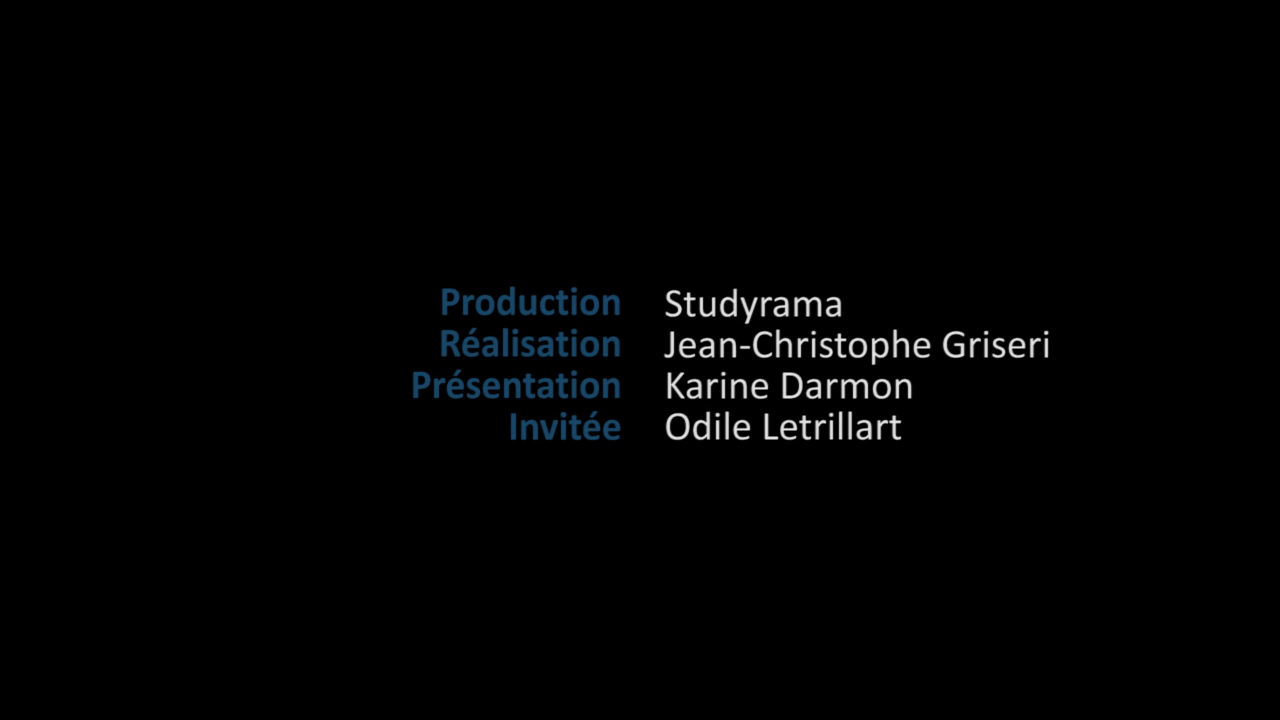 Production Studyrama
Réalisation Jean-Christophe Griseri
Présentation Karine Darmon
Invitée Odile Letrillart